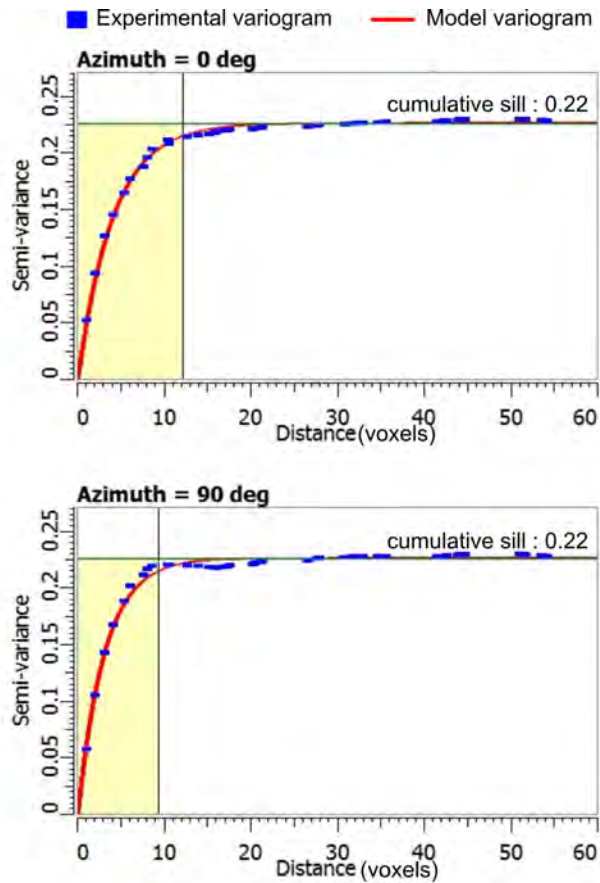 Experimental variogram Model variogram
Azimuth = 0 deg
cumulative sill : 0.22
Semi-variance
0 0.05 0.1 0.15 0.2 0.25
0 10 20 30 40 50 60
Distance(voxels)
Azimuth = 90 deg
cumulative sill : 0.22
Semi-variance
0 0.05 0.1 0.15 0.2 0.25
0 10 20 30 40 50 60
Distance (voxels)